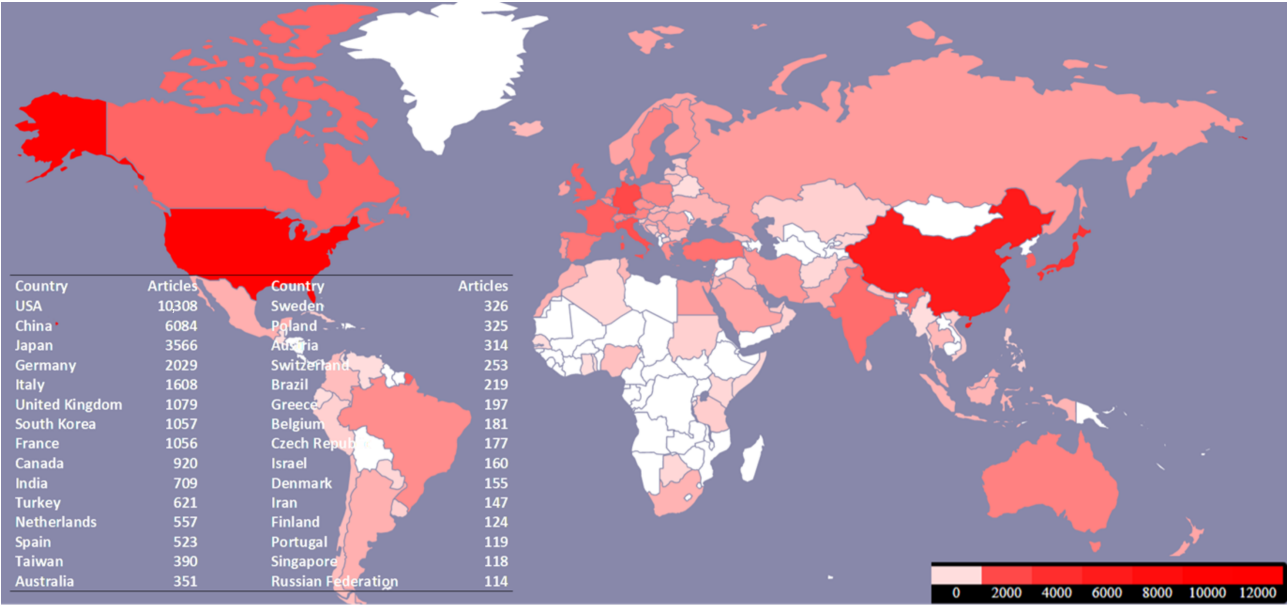 Country Articles Country Articles
USA 10,308 Sweden 326
China 6084 Poland 325
Japan 3566 Austria 314
Germany 2029 Switzerland 253
Italy 1608 Brazil 219
United Kingdom 1079 Greece 197
South Korea 1057 Belgium 181
France 1056 Czech Republic 177
Canada 920 Israel 160
India 709 Denmark 155
Turkey 621 Iran 147
Netherlands 557 Finland 124
Spain 523 Portugal 119
Taiwan 390 Singapore 118
Australia 351 Russian Federation 114
0 2000 4000 6000 8000 10000 12000